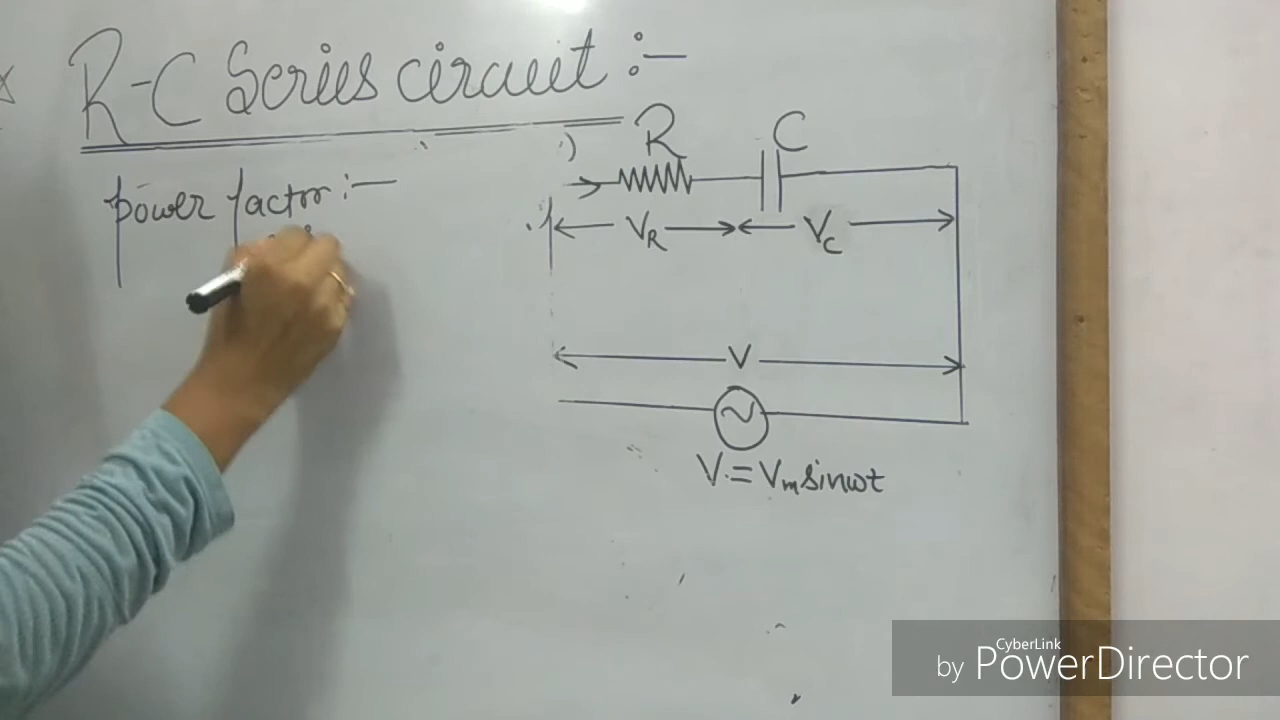 R-C Series circuit :-
power factor :-
R C
V_R V_C
V
V = V_m sinωt
CyberLink
by PowerDirector